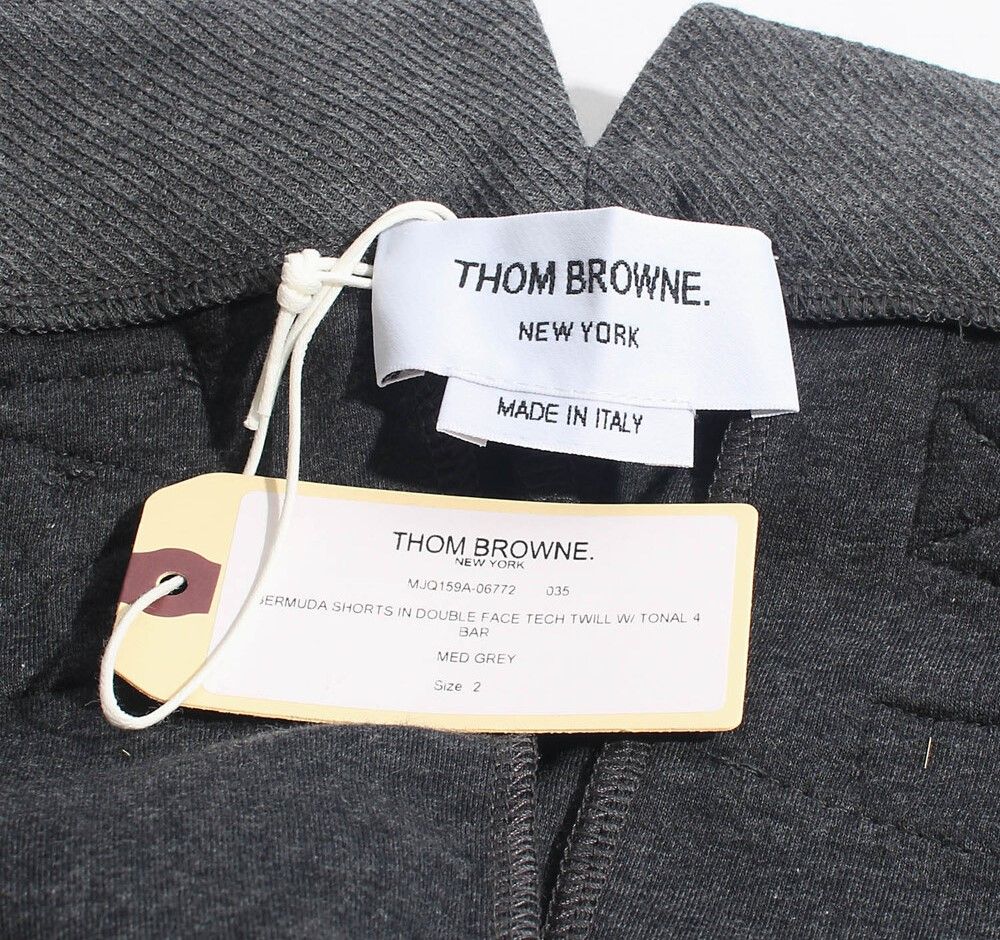 THOM BROWNE.
NEW YORK
MADE IN ITALY
THOM BROWNE.
NEW YORK
MJQ159A-06772 035
BERMUDA SHORTS IN DOUBLE FACE TECH TWILL W/ TONAL 4
BAR
MED GREY
Size 2